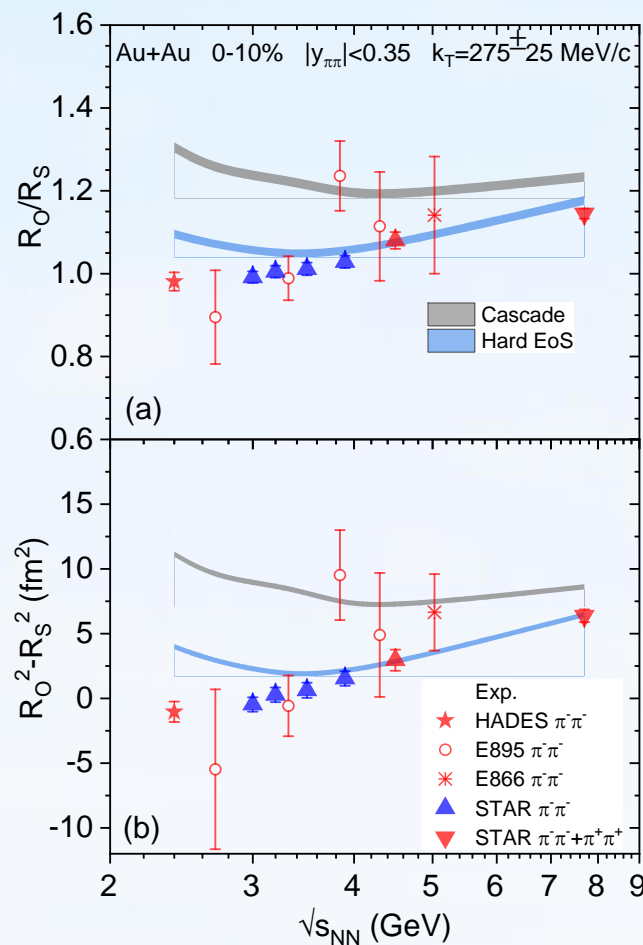 Au+Au 0-10% |yππ|<0.35 kT=275±25 MeV/c
RO/RS
1.6
1.4
1.2
1.0
0.8
0.6
Cascade
Hard EoS
(a)
RO2-RS2 (fm2)
15
10
5
0
-5
-10
Exp.
HADES π-π-
E895 π-π-
E866 π-π-
STAR π-π-
STAR π-π-+π+π+
(b)
2 3 4 5 6 7 8 9
√sNN (GeV)